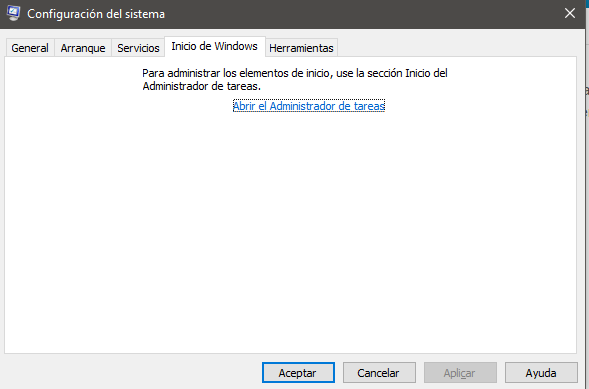 Configuración del sistema
General Arranque Servicios Inicio de Windows Herramientas
Para administrar los elementos de inicio, use la sección Inicio del
Administrador de tareas.
Abrir el Administrador de tareas
Aceptar Cancelar Aplicar Ayuda